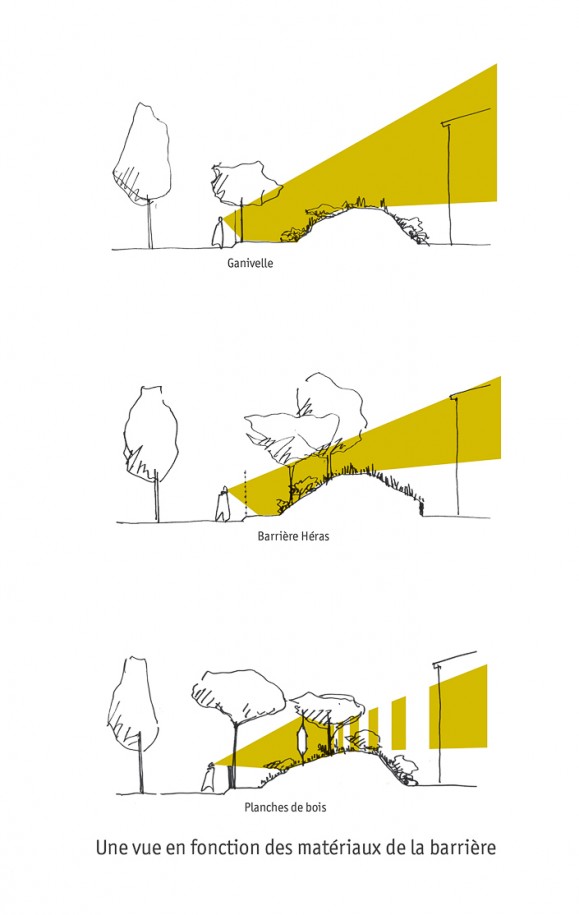 Ganivelle
Barrière Héras
Planches de bois
Une vue en fonction des matériaux de la barrière